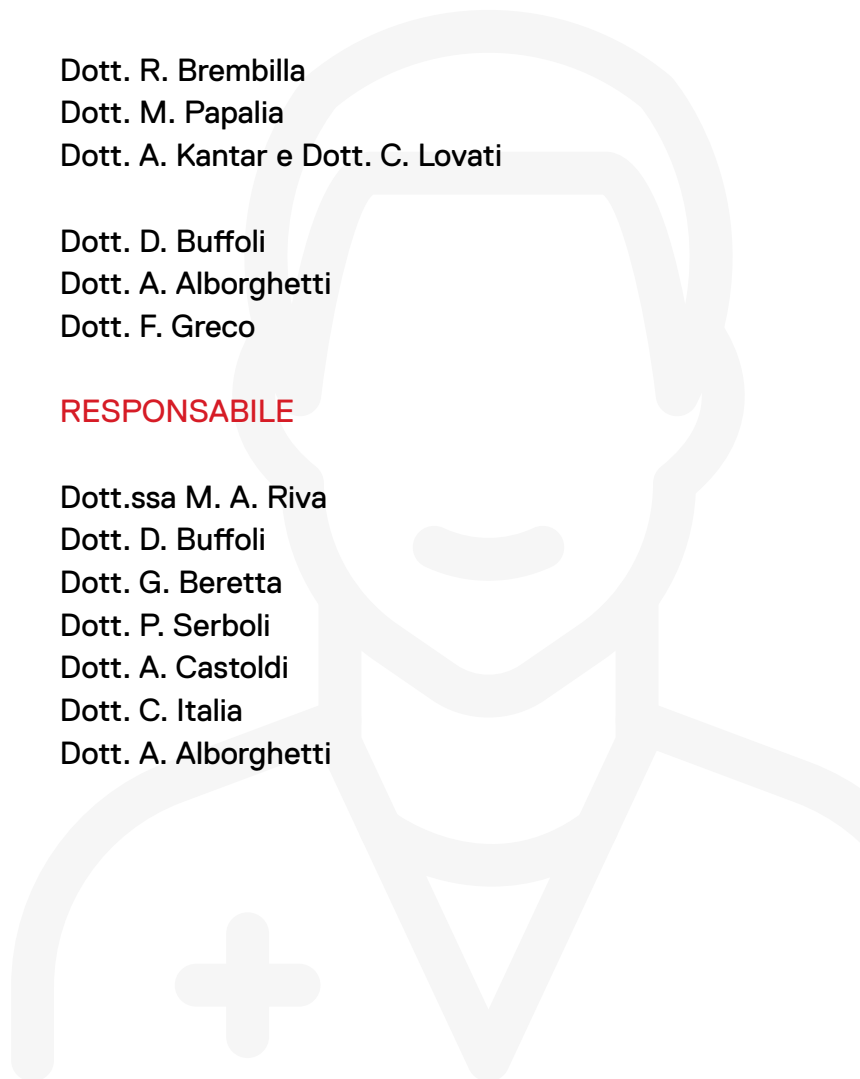 Dott. R. Brembilla
Dott. M. Papalia
Dott. A. Kantar e Dott. C. Lovati
Dott. D. Buffoli
Dott. A. Alborghetti
Dott. F. Greco
RESPONSABILE
Dott.ssa M. A. Riva
Dott. D. Buffoli
Dott. G. Beretta
Dott. P. Serboli
Dott. A. Castoldi
Dott. C. Italia
Dott. A. Alborghetti